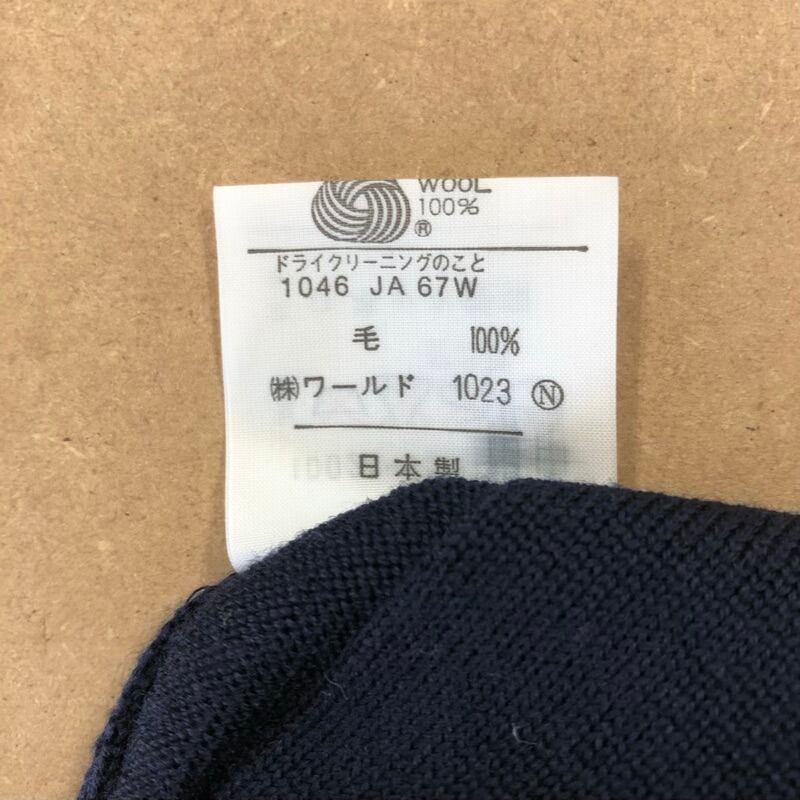 WOOL
100%
®
ドライクリーニングのこと
1046 JA 67W
毛 100%
㈱ワールド 1023 Ⓝ
日本製